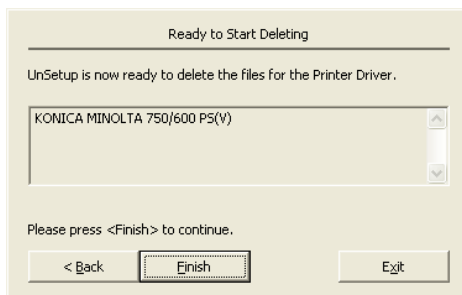 Ready to Start Deleting
UnSetup is now ready to delete the files for the Printer Driver.
KONICA MINOLTA 750/600 PS(V)
Please press <Finish> to continue.
< Back
Finish
Exit